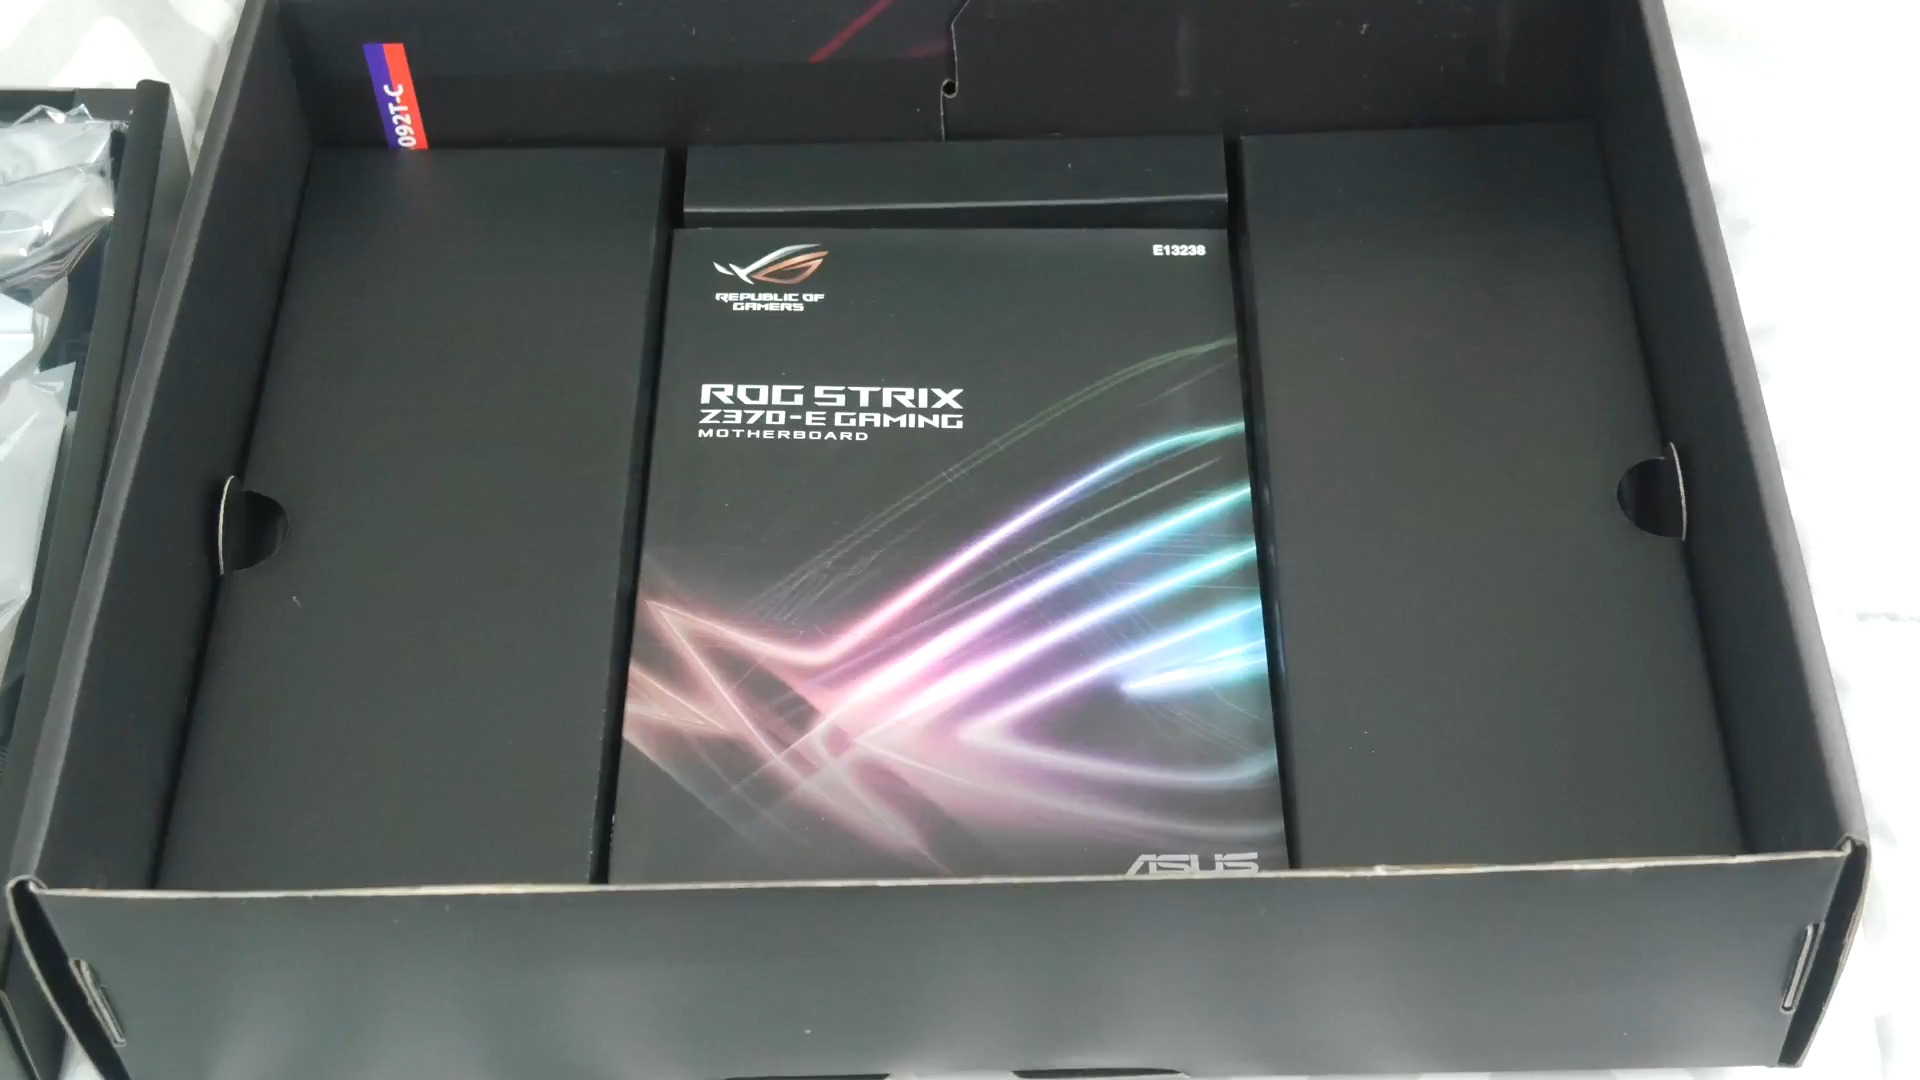 092T-C
E13238
REPUBLIC OF
GAMERS
ROG STRIX
Z370-E GAMING
MOTHERBOARD
ASUS